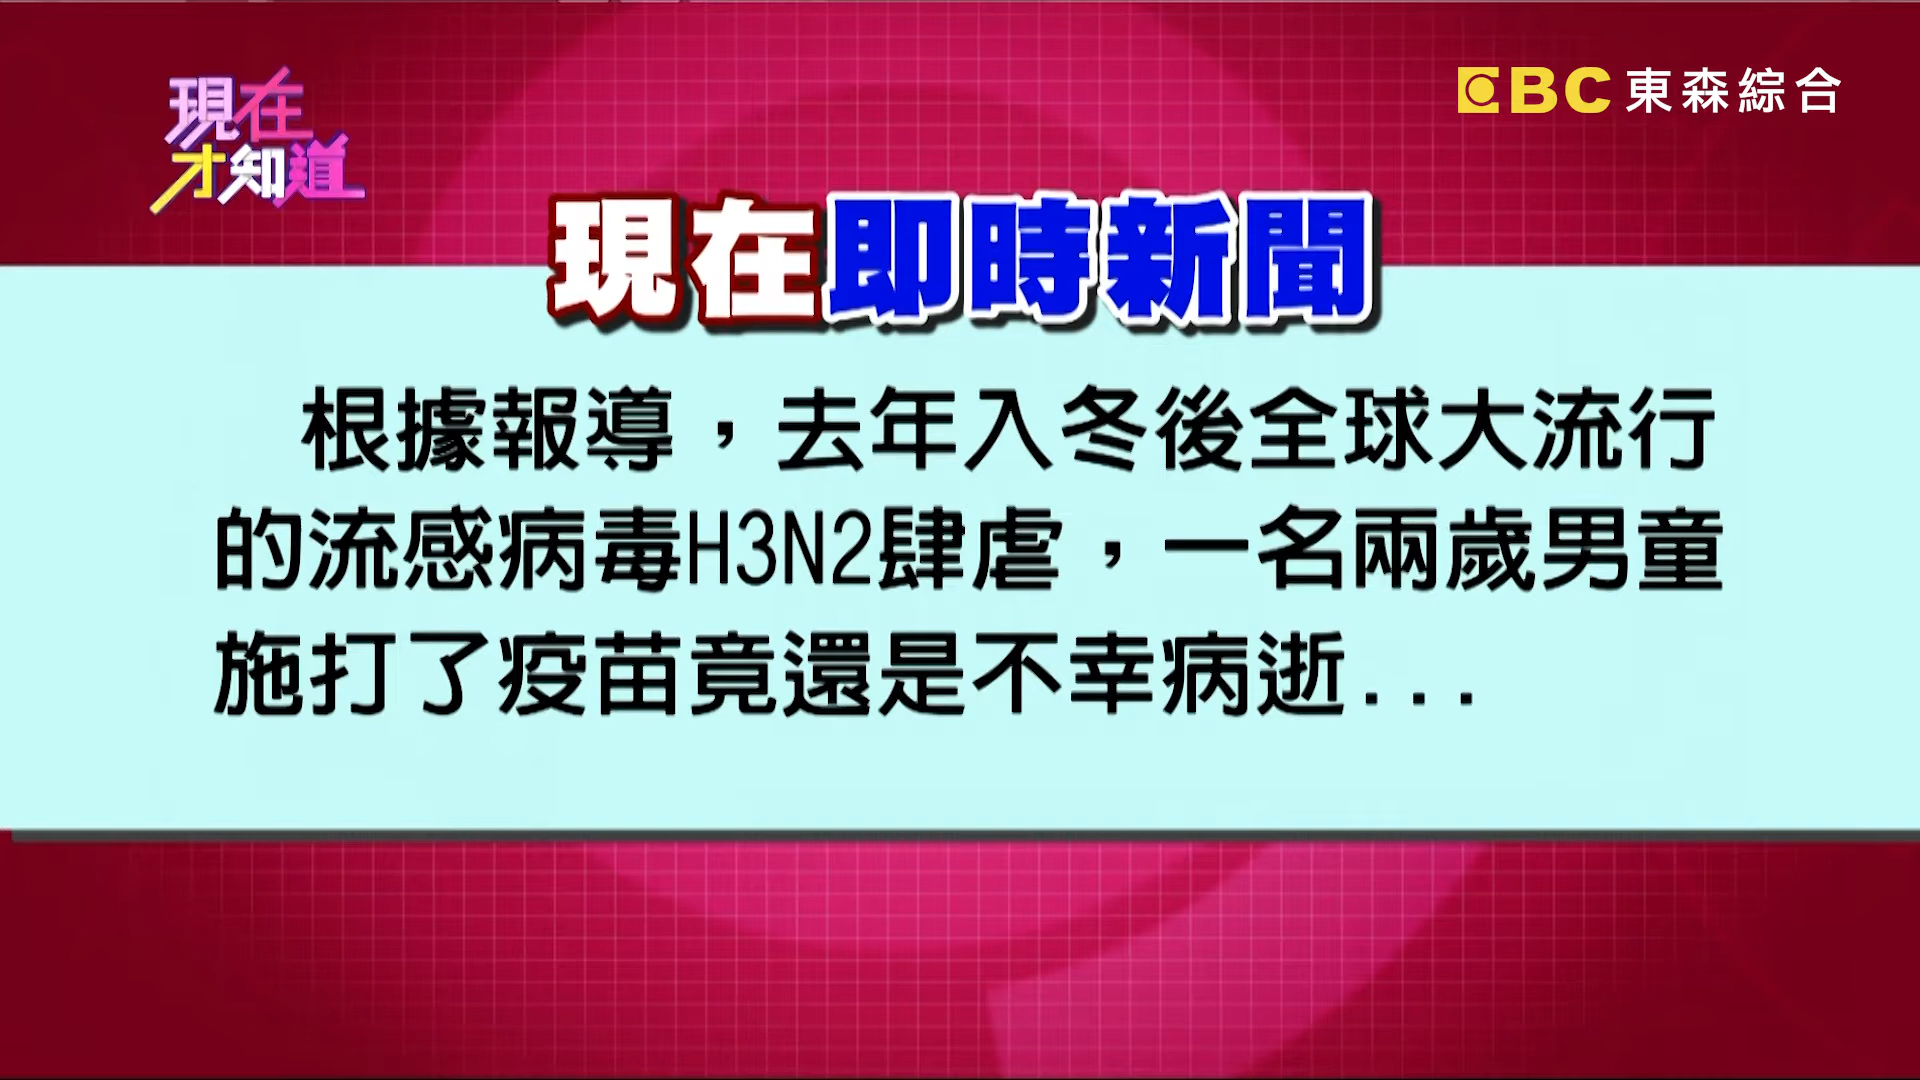 現在
才知道
EBC 東森綜合
現在即時新聞
根據報導，去年入冬後全球大流行
的流感病毒H3N2肆虐，一名兩歲男童
施打了疫苗竟還是不幸病逝...